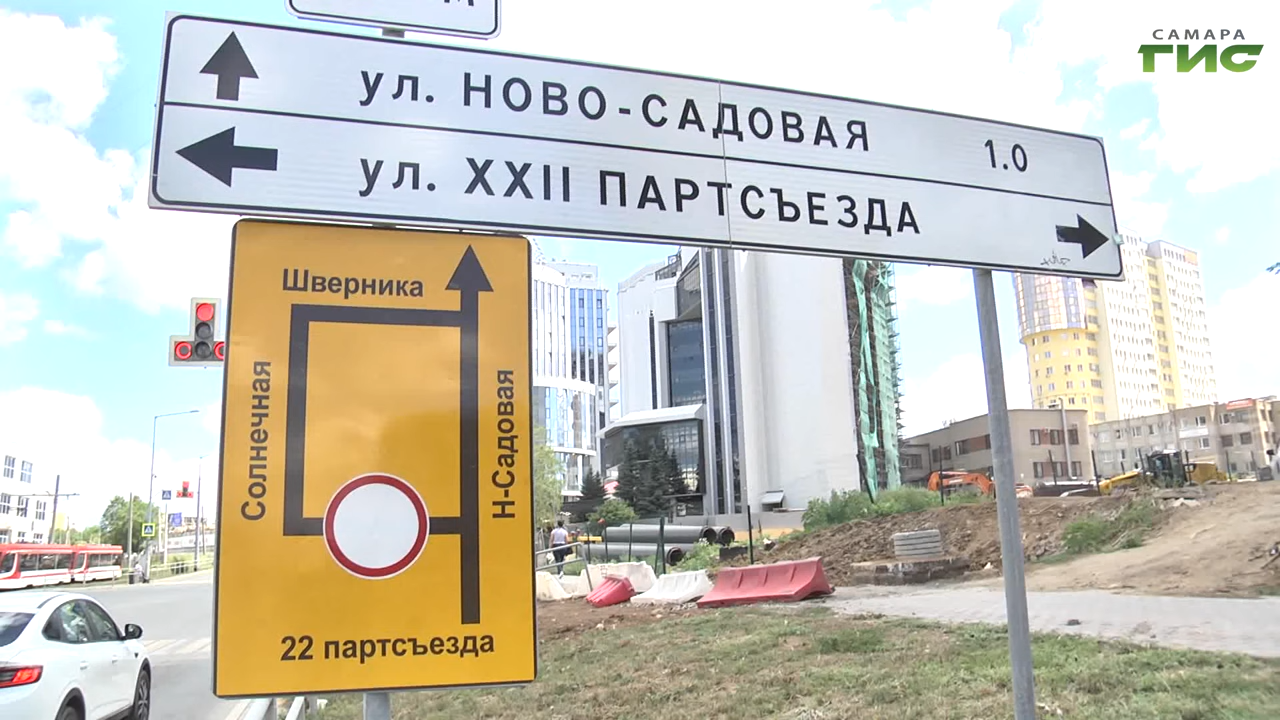 САМАРА
ГИС
ул. НОВО-САДОВАЯ 1.0
ул. XXII ПАРТСЪЕЗДА
Шверника
Солнечная
Н-Садовая
22 партсъезда